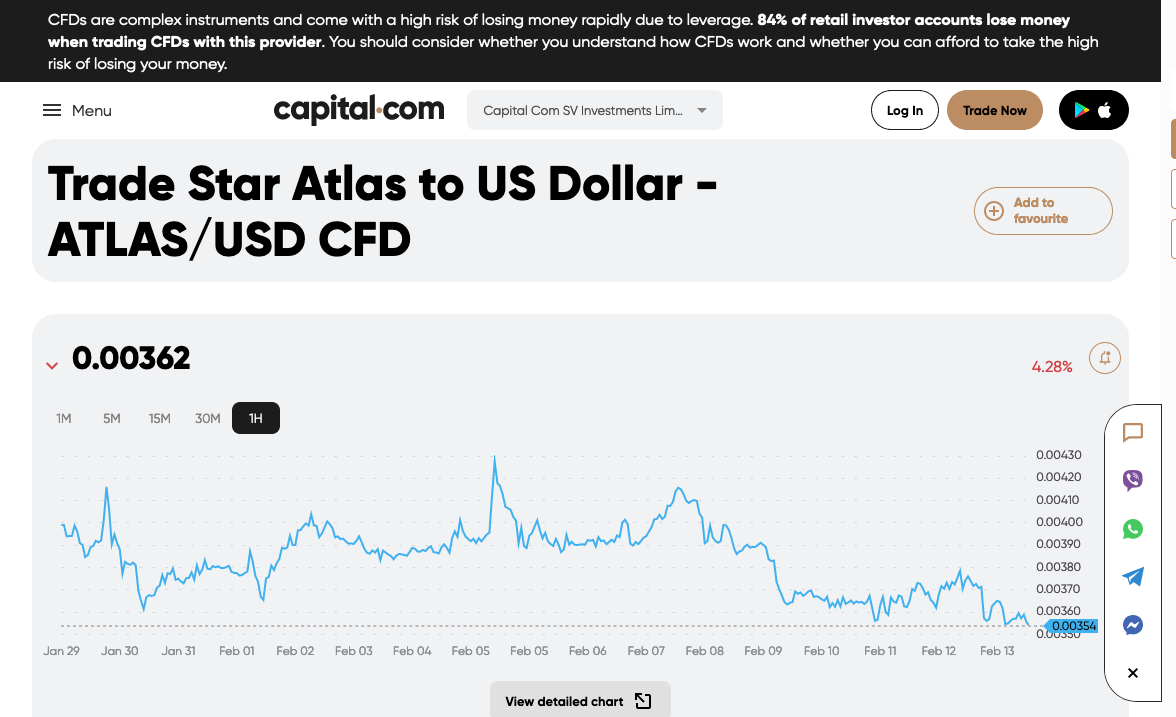 CFDs are complex instruments and come with a high risk of losing money rapidly due to leverage. 84% of retail investor accounts lose money
when trading CFDs with this provider. You should consider whether you understand how CFDs work and whether you can afford to take the high
risk of losing your money.
Menu
capital.com
Capital Com SV Investments Lim...
Log In
Trade Now
Trade Star Atlas to US Dollar -
ATLAS/USD CFD
Add to
favourite
0.00362
4.28%
1M 5M 15M 30M 1H
0.00430
0.00420
0.00410
0.00400
0.00390
0.00380
0.00370
0.00360
0.00354
0.00350
Jan 29 Jan 30 Jan 31 Feb 01 Feb 02 Feb 03 Feb 04 Feb 05 Feb 05 Feb 06 Feb 07 Feb 08 Feb 09 Feb 10 Feb 11 Feb 12 Feb 13
View detailed chart